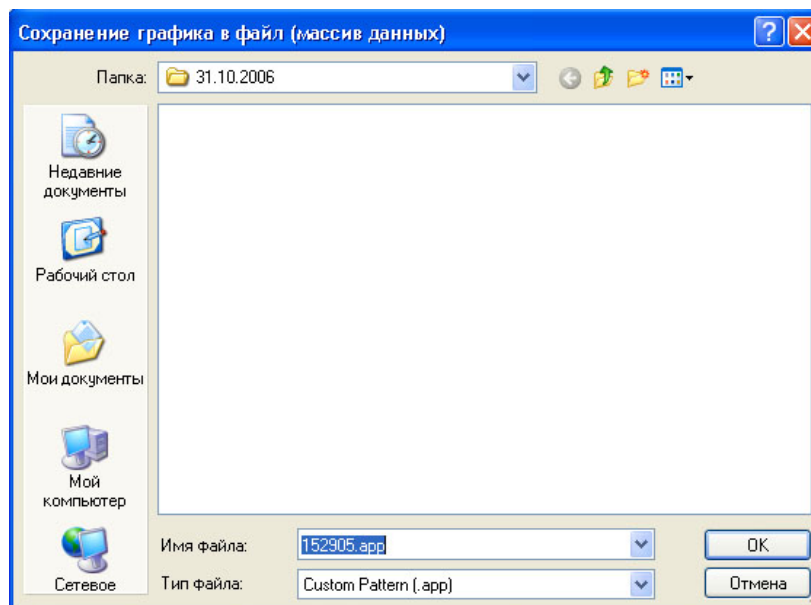 Сохранение графика в файл (массив данных)
Папка:
31.10.2006
Недавние
документы
Рабочий стол
Мои документы
Мой
компьютер
Сетевое
Имя файла:
152905.app
OK
Тип файла:
Custom Pattern (.app)
Отмена